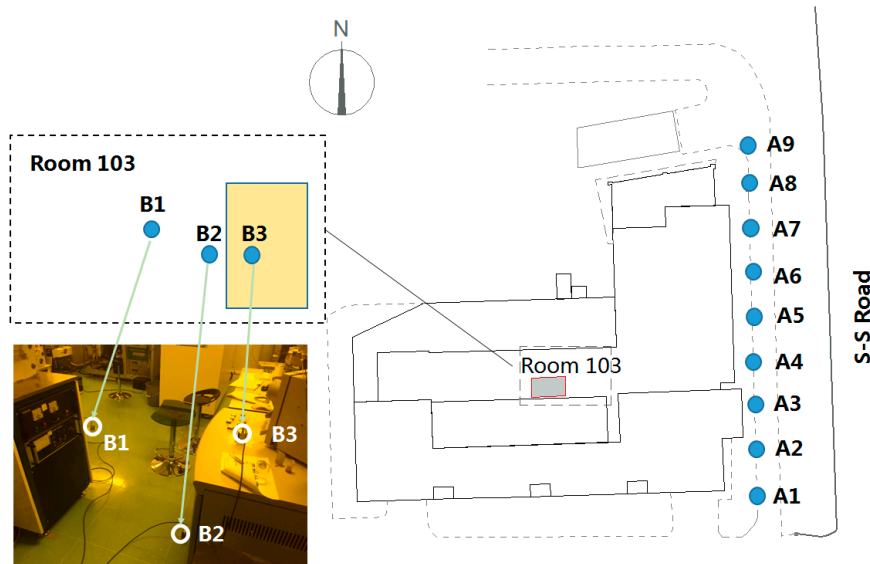 N
Room 103
B1
B2
B3
B1
B3
B2
Room 103
A9
A8
A7
A6
A5
A4
A3
A2
A1
S-S Road